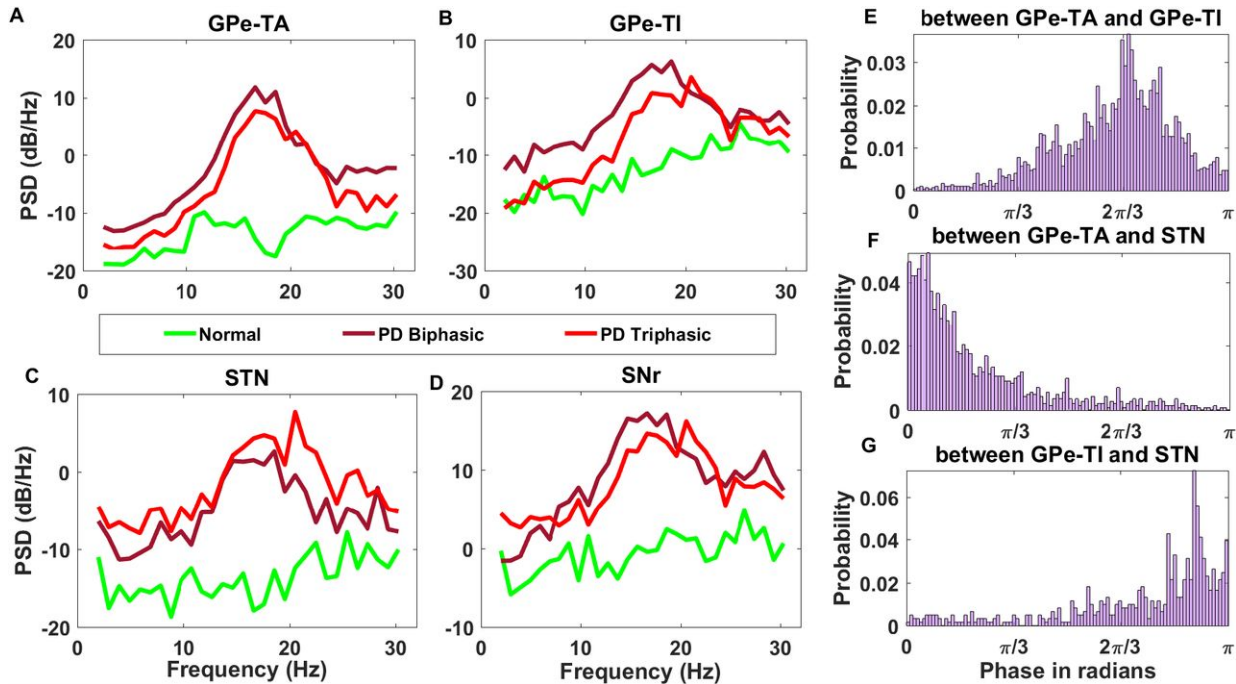 A
GPe-TA
PSD (dB/Hz)
20
10
0
-10
-20
0
10
20
30
B
GPe-TI
10
0
-10
-20
-30
0
10
20
30
Normal
PD Biphasic
PD Triphasic
C
STN
PSD (dB/Hz)
10
0
-10
-20
0
10
20
30
Frequency (Hz)
D
SNr
20
10
0
-10
0
10
20
30
Frequency (Hz)
E
between GPe-TA and GPe-TI
Probability
0.03
0.02
0.01
0
0
π/3
2π/3
π
F
between GPe-TA and STN
Probability
0.04
0.02
0
0
π/3
2π/3
π
G
between GPe-TI and STN
Probability
0.06
0.04
0.02
0
0
π/3
2π/3
π
Phase in radians